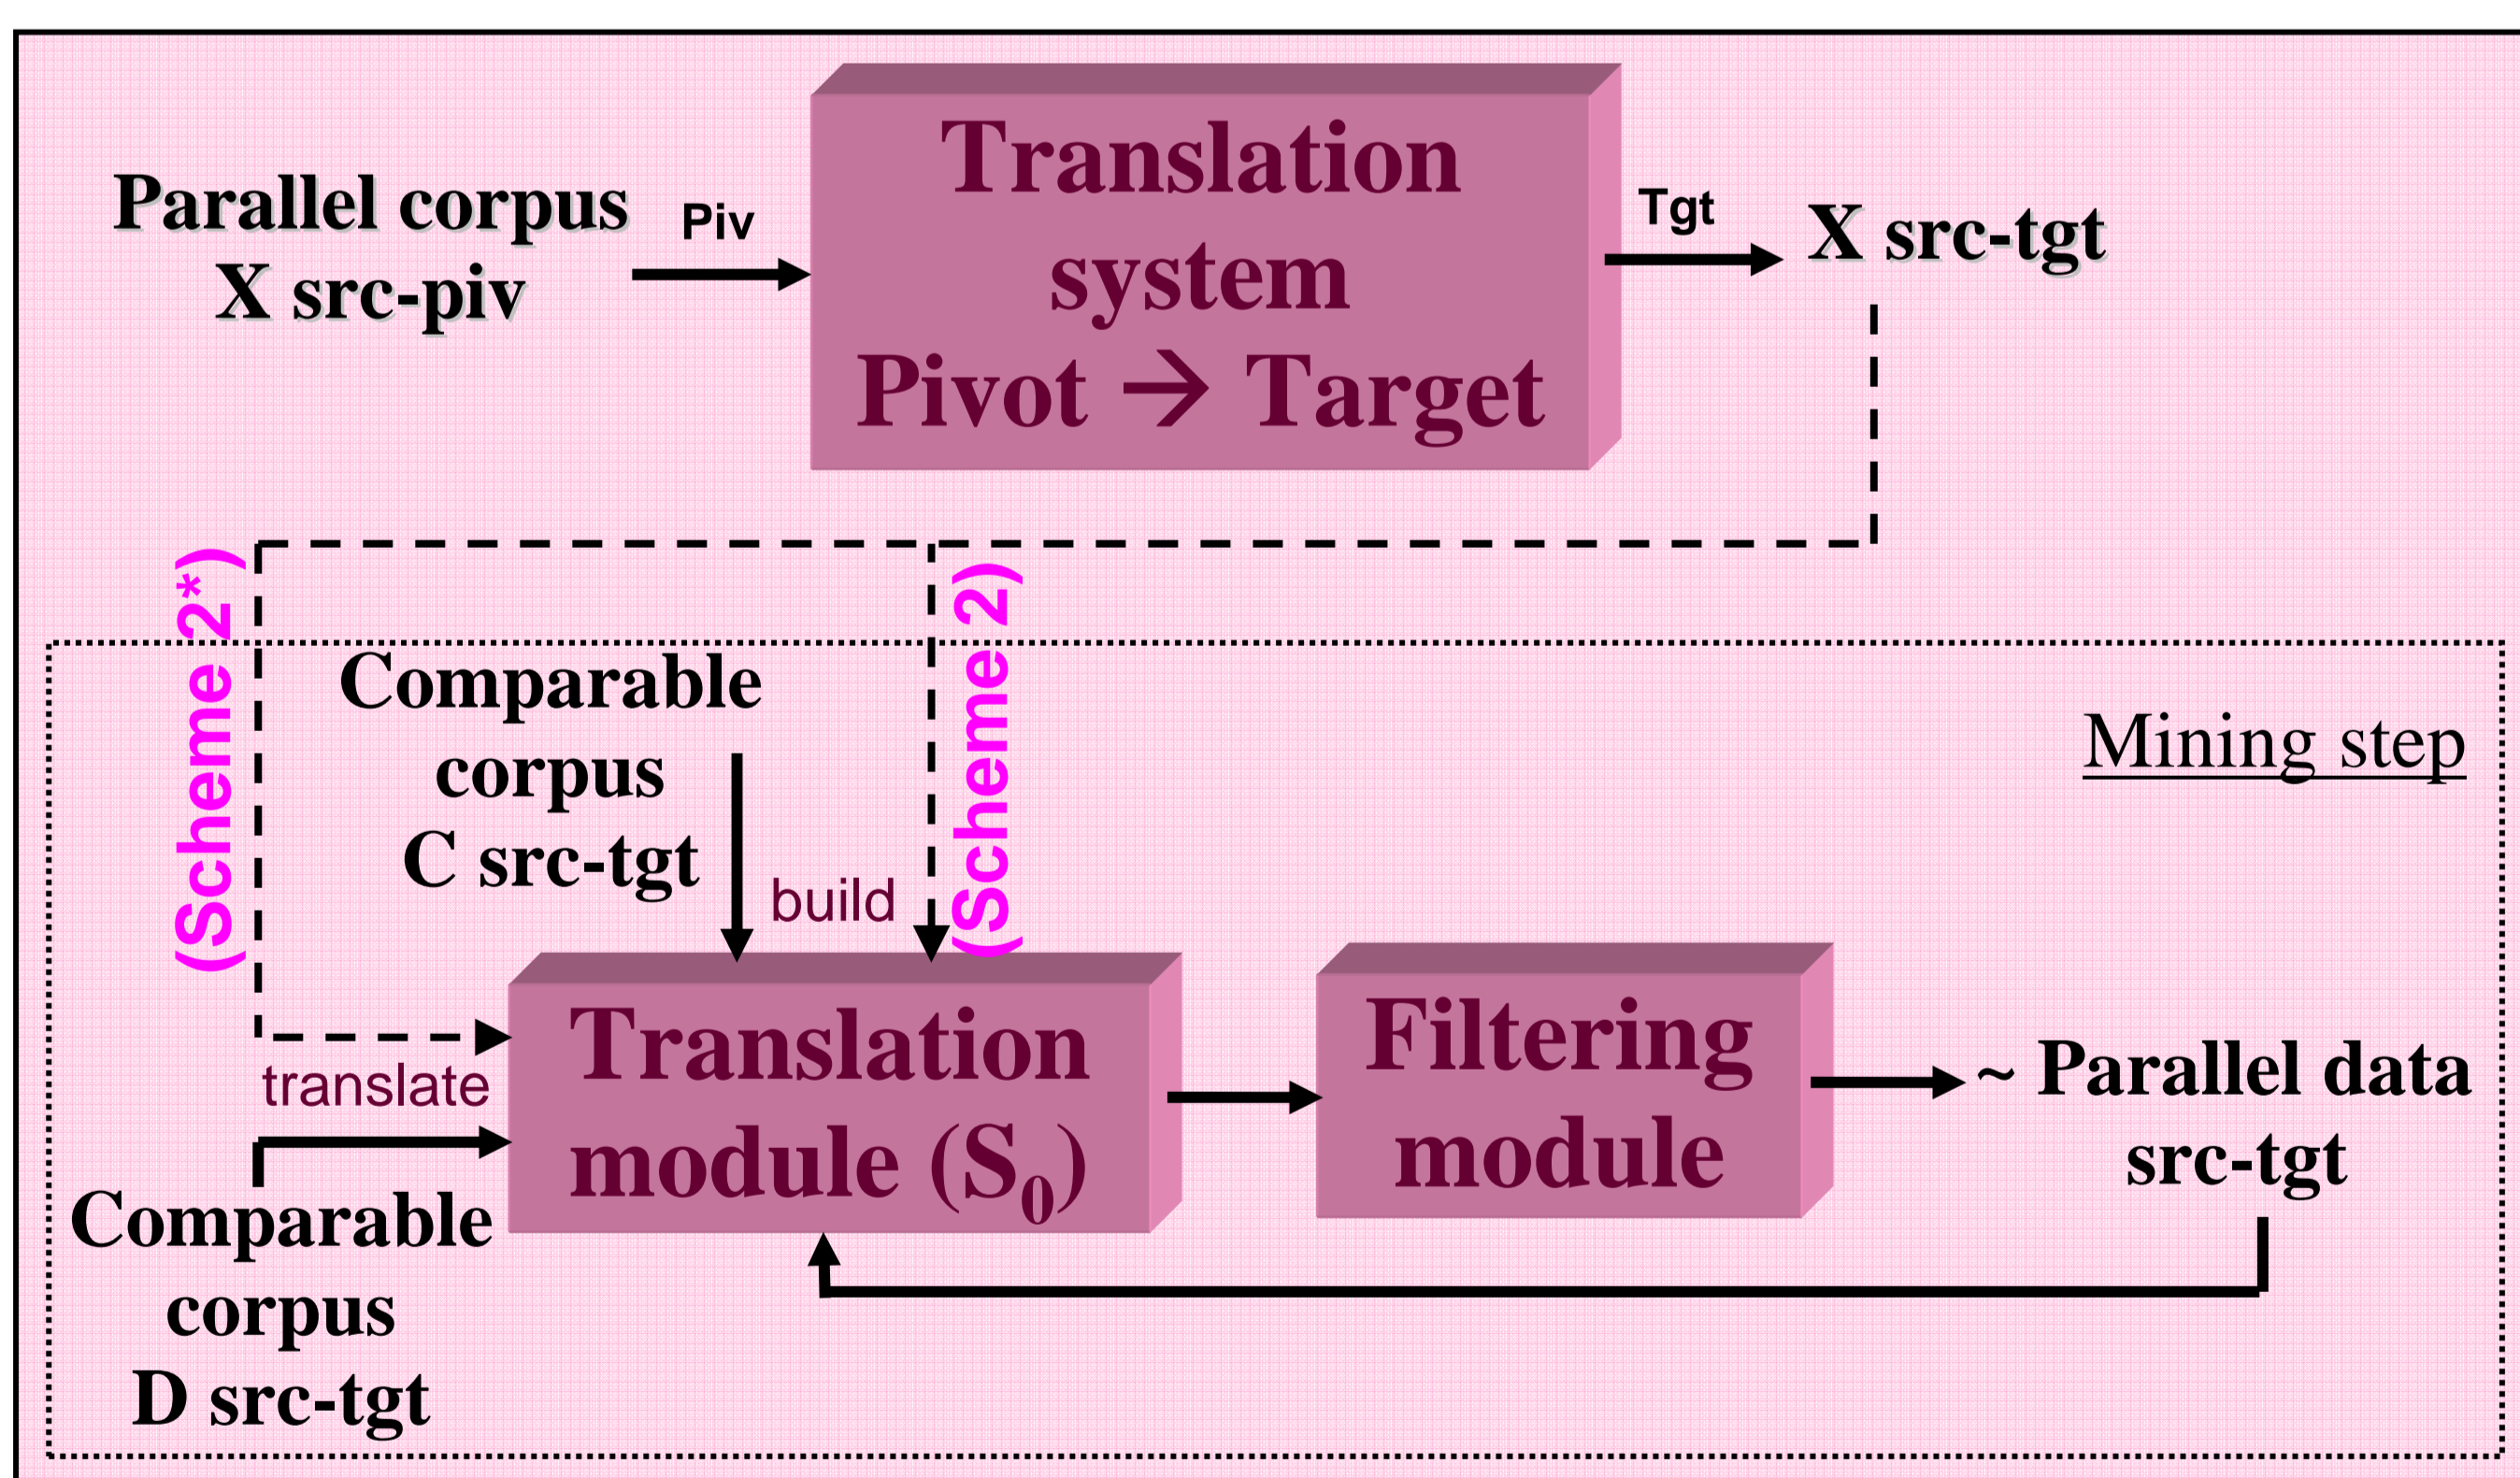 Parallel corpus
X src-piv
Piv
Translation
system
Pivot → Target
Tgt
X src-tgt
(Scheme 2*)
(Scheme 2)
Comparable
corpus
C src-tgt
build
Mining step
translate
Translation
module (S₀)
Filtering
module
~ Parallel data
src-tgt
Comparable
corpus
D src-tgt